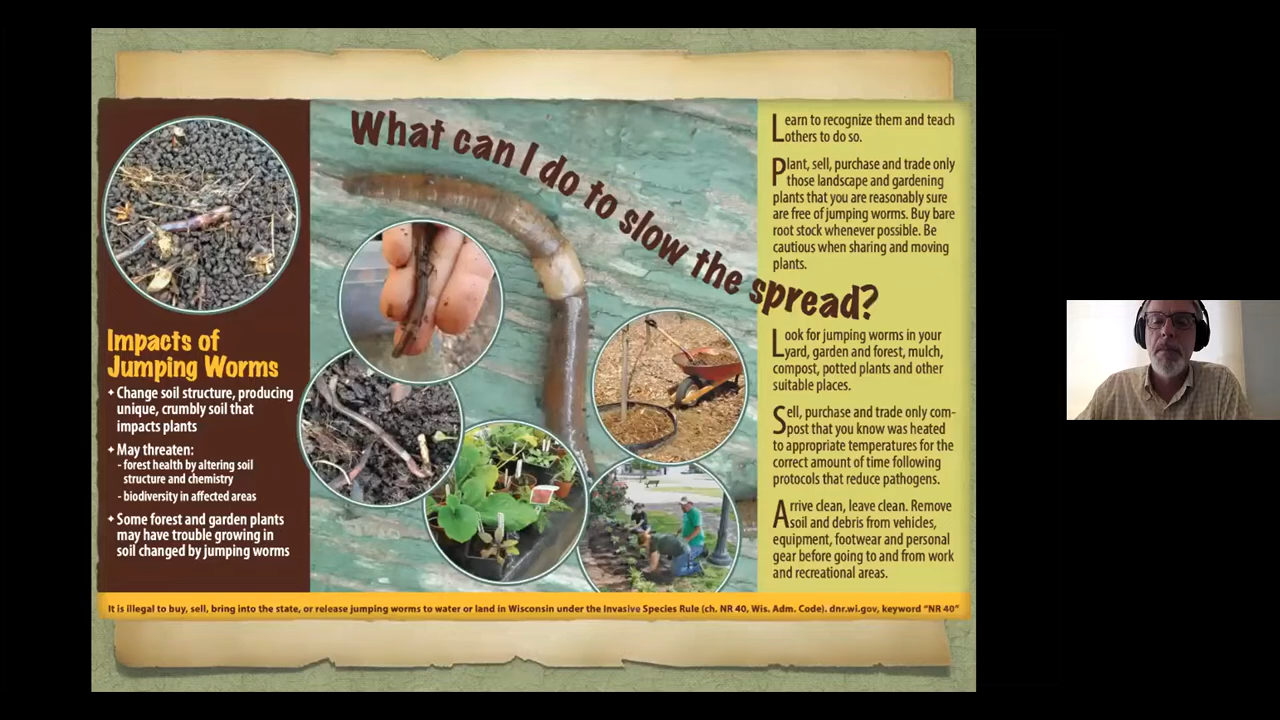 What can I do to slow the spread?
Impacts of
Jumping Worms
Change soil structure, producing
unique, crumbly soil that
impacts plants
May threaten:
- forest health by altering soil
structure and chemistry
- biodiversity in affected areas
Some forest and garden plants
may have trouble growing in
soil changed by jumping worms
Learn to recognize them and teach
others to do so.
Plant, sell, purchase and trade only
those landscape and gardening
plants that you are reasonably sure
are free of jumping worms. Buy bare
root stock whenever possible. Be
cautious when sharing and moving
plants.
Look for jumping worms in your
yard, garden and forest, mulch,
compost, potted plants and other
suitable places.
Sell, purchase and trade only com-
post that you know was heated
to appropriate temperatures for the
correct amount of time following
protocols that reduce pathogens.
Arrive clean, leave clean. Remove
soil and debris from vehicles,
equipment, footwear and personal
gear before going to and from work
and recreational areas.
It is illegal to buy, sell, bring into the state, or release jumping worms to water or land in Wisconsin under the Invasive Species Rule (ch. NR 40, Wis. Adm. Code). dnr.wi.gov, keyword "NR 40"